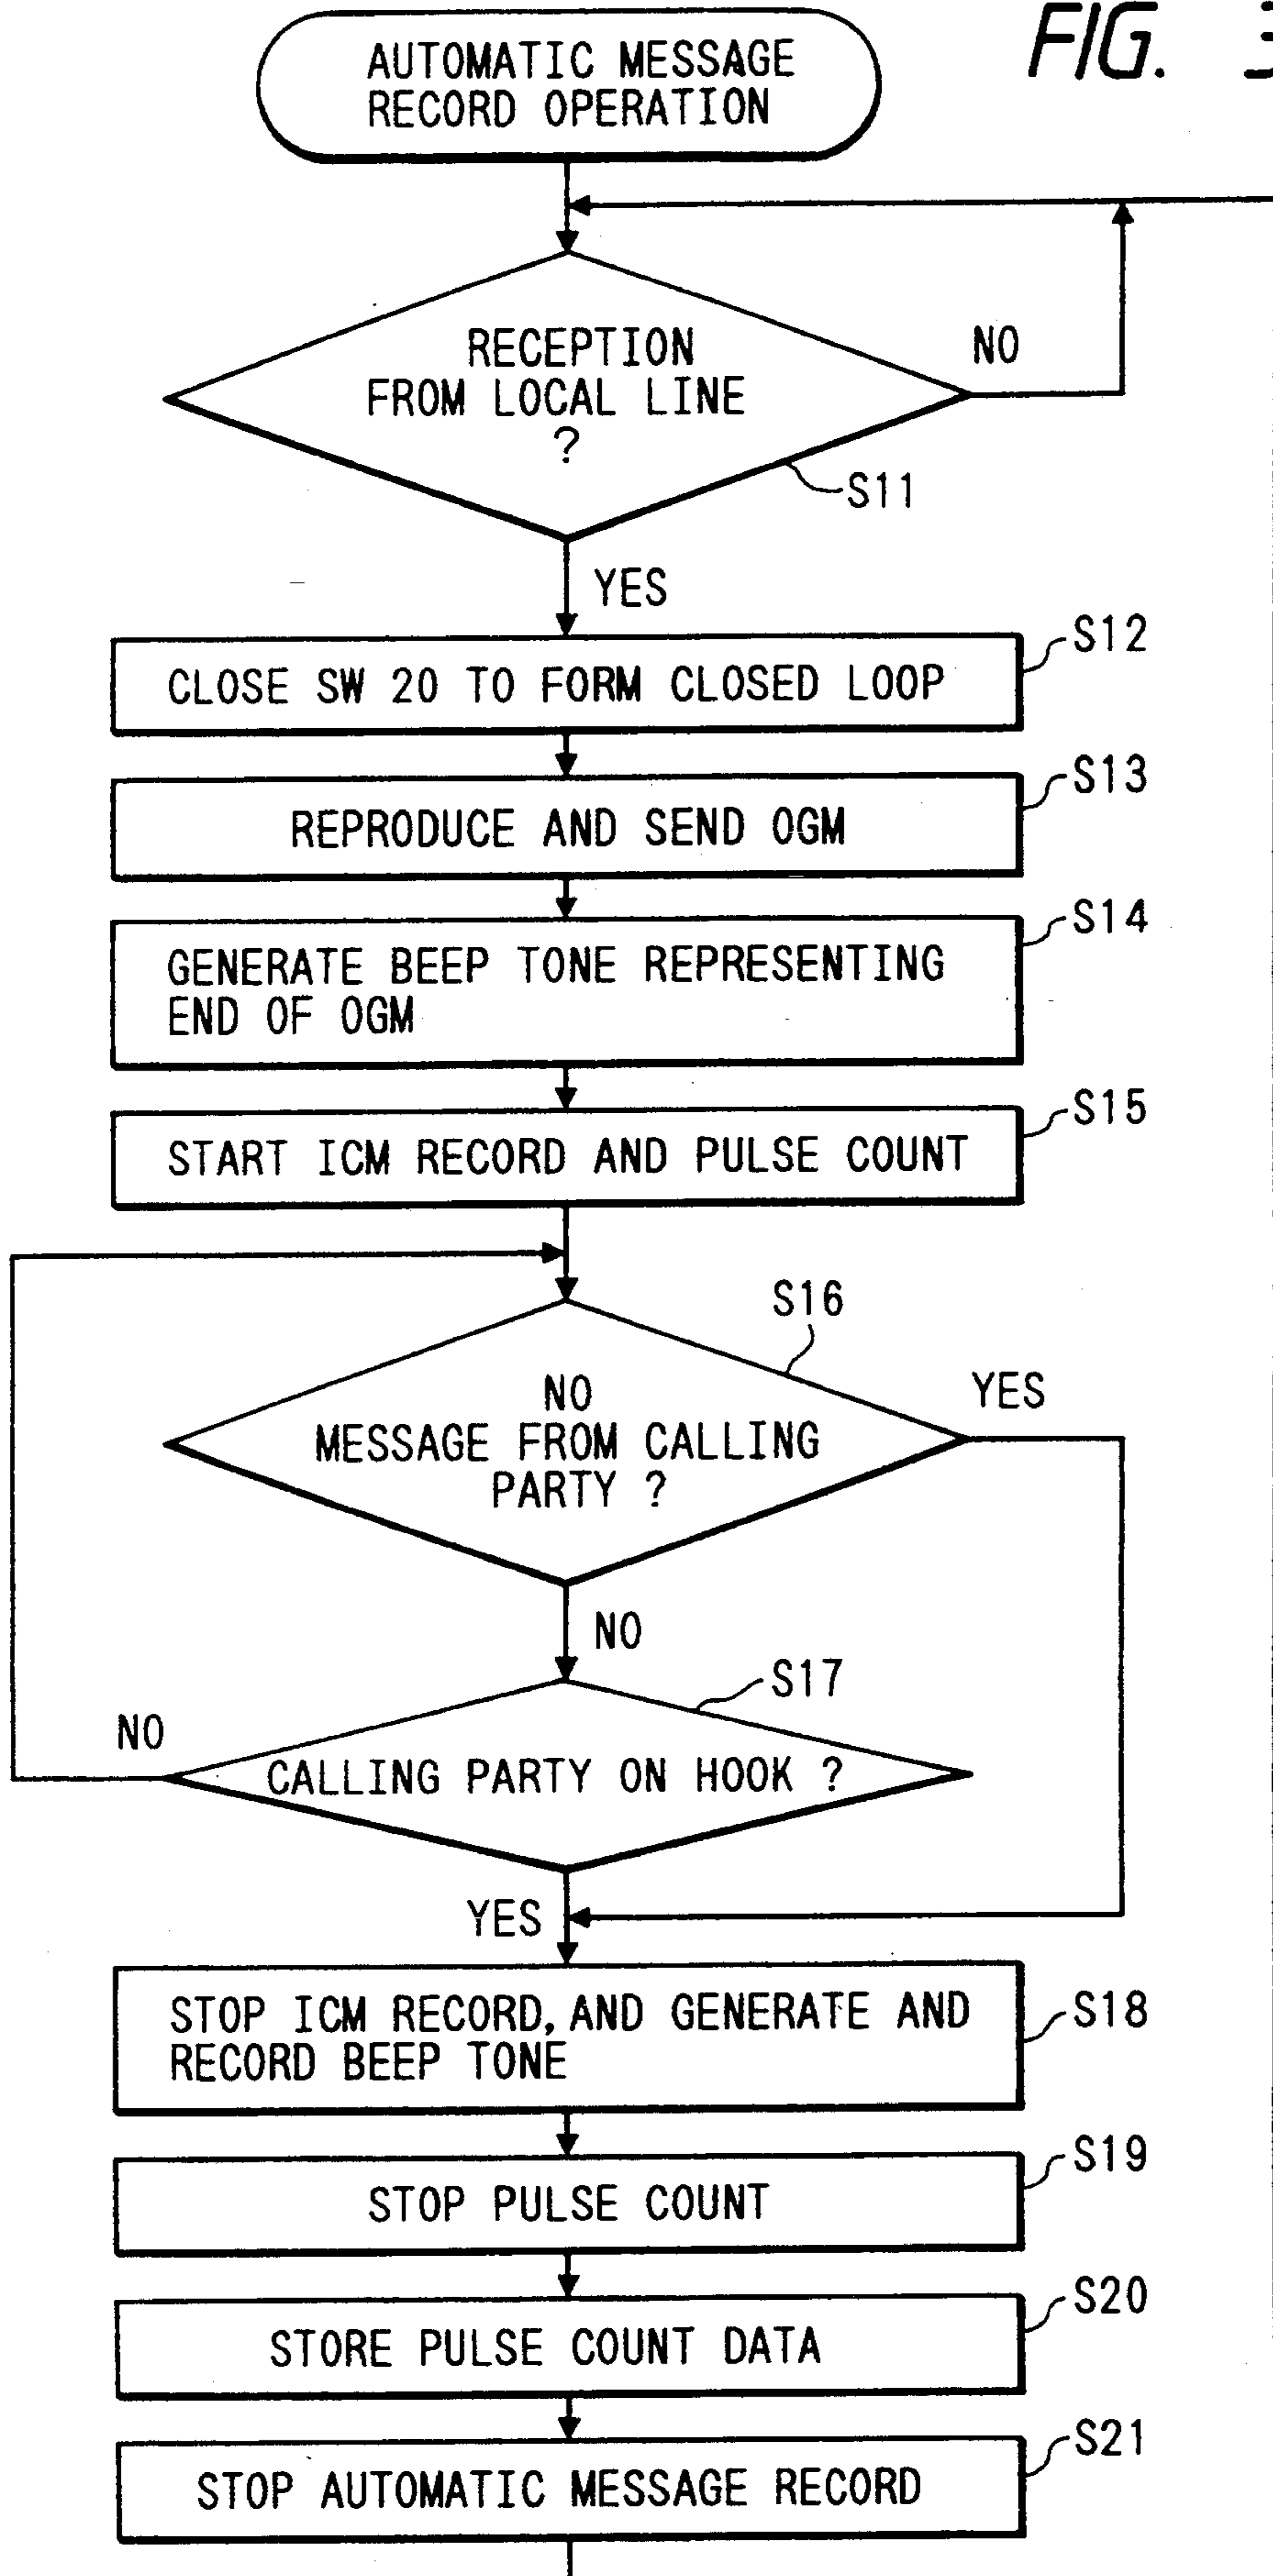 FIG. 3
AUTOMATIC MESSAGE
RECORD OPERATION
RECEPTION
FROM LOCAL LINE
?
NO
S11
YES
S12
CLOSE SW 20 TO FORM CLOSED LOOP
S13
REPRODUCE AND SEND OGM
S14
GENERATE BEEP TONE REPRESENTING
END OF OGM
S15
START ICM RECORD AND PULSE COUNT
S16
NO
MESSAGE FROM CALLING
PARTY ?
YES
NO
S17
NO
CALLING PARTY ON HOOK ?
YES
S18
STOP ICM RECORD, AND GENERATE AND
RECORD BEEP TONE
S19
STOP PULSE COUNT
S20
STORE PULSE COUNT DATA
S21
STOP AUTOMATIC MESSAGE RECORD